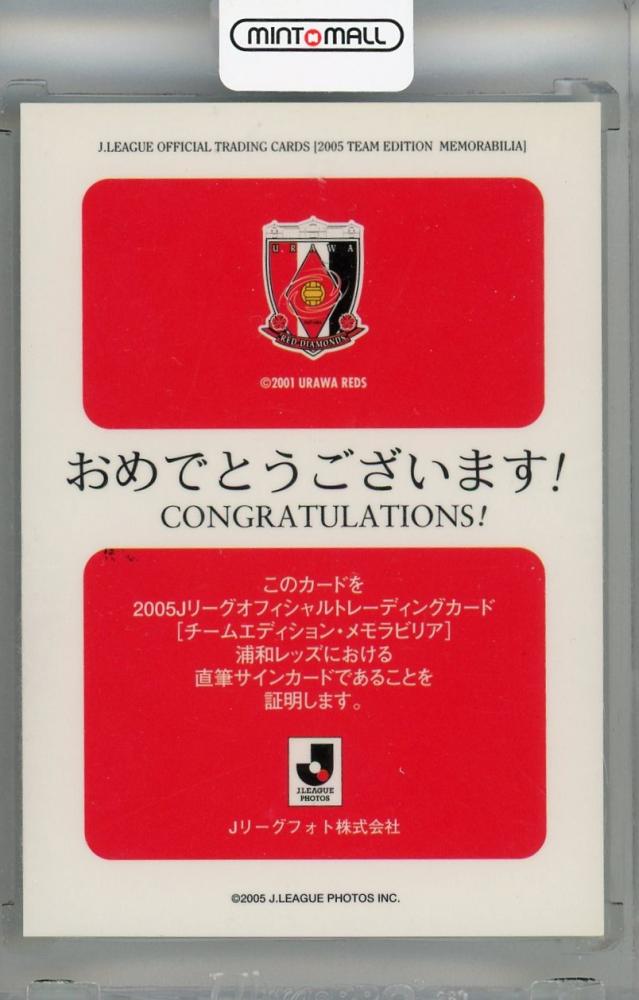 MINT MALL
J.LEAGUE OFFICIAL TRADING CARDS [2005 TEAM EDITION MEMORABILIA]
URAWA
RED DIAMONDS
©2001 URAWA REDS
おめでとうございます!
CONGRATULATIONS!
このカードを
2005Jリーグオフィシャルトレーディングカード
[チームエディション・メモラビリア]
浦和レッズにおける
直筆サインカードであることを
証明します。
J.LEAGUE
PHOTOS
Jリーグフォト株式会社
©2005 J.LEAGUE PHOTOS INC.